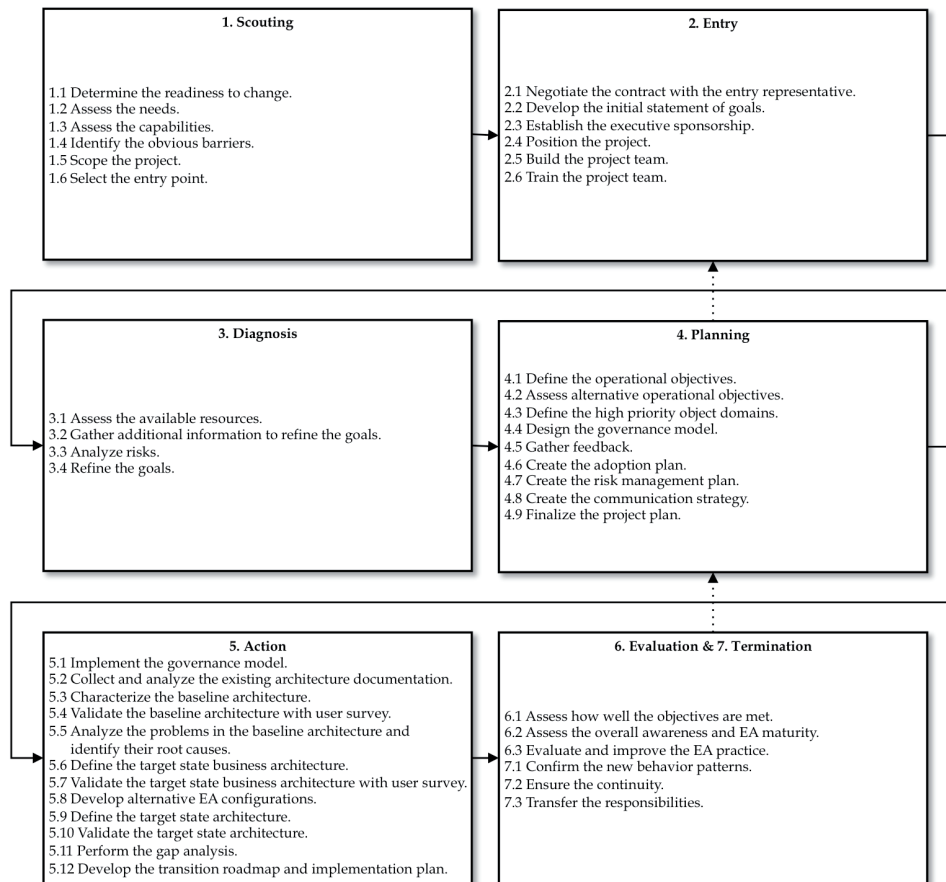 1. Scouting
1.1 Determine the readiness to change.
1.2 Assess the needs.
1.3 Assess the capabilities.
1.4 Identify the obvious barriers.
1.5 Scope the project.
1.6 Select the entry point.
2. Entry
2.1 Negotiate the contract with the entry representative.
2.2 Develop the initial statement of goals.
2.3 Establish the executive sponsorship.
2.4 Position the project.
2.5 Build the project team.
2.6 Train the project team.
3. Diagnosis
3.1 Assess the available resources.
3.2 Gather additional information to refine the goals.
3.3 Analyze risks.
3.4 Refine the goals.
4. Planning
4.1 Define the operational objectives.
4.2 Assess alternative operational objectives.
4.3 Define the high priority object domains.
4.4 Design the governance model.
4.5 Gather feedback.
4.6 Create the adoption plan.
4.7 Create the risk management plan.
4.8 Create the communication strategy.
4.9 Finalize the project plan.
5. Action
5.1 Implement the governance model.
5.2 Collect and analyze the existing architecture documentation.
5.3 Characterize the baseline architecture.
5.4 Validate the baseline architecture with user survey.
5.5 Analyze the problems in the baseline architecture and
identify their root causes.
5.6 Define the target state business architecture.
5.7 Validate the target state business architecture with user survey.
5.8 Develop alternative EA configurations.
5.9 Define the target state architecture.
5.10 Validate the target state architecture.
5.11 Perform the gap analysis.
5.12 Develop the transition roadmap and implementation plan.
6. Evaluation & 7. Termination
6.1 Assess how well the objectives are met.
6.2 Assess the overall awareness and EA maturity.
6.3 Evaluate and improve the EA practice.
7.1 Confirm the new behavior patterns.
7.2 Ensure the continuity.
7.3 Transfer the responsibilities.